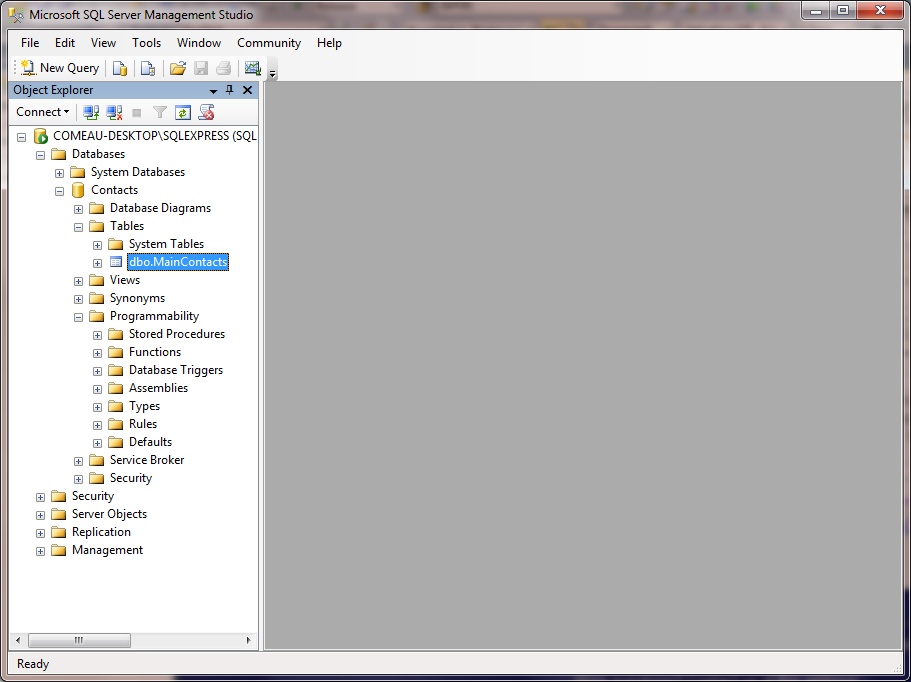 Microsoft SQL Server Management Studio
File Edit View Tools Window Community Help
New Query
Object Explorer
Connect
COMEAU-DESKTOP\SQLEXPRESS (SQL
Databases
System Databases
Contacts
Database Diagrams
Tables
System Tables
dbo.MainContacts
Views
Synonyms
Programmability
Stored Procedures
Functions
Database Triggers
Assemblies
Types
Rules
Defaults
Service Broker
Security
Security
Server Objects
Replication
Management
Ready